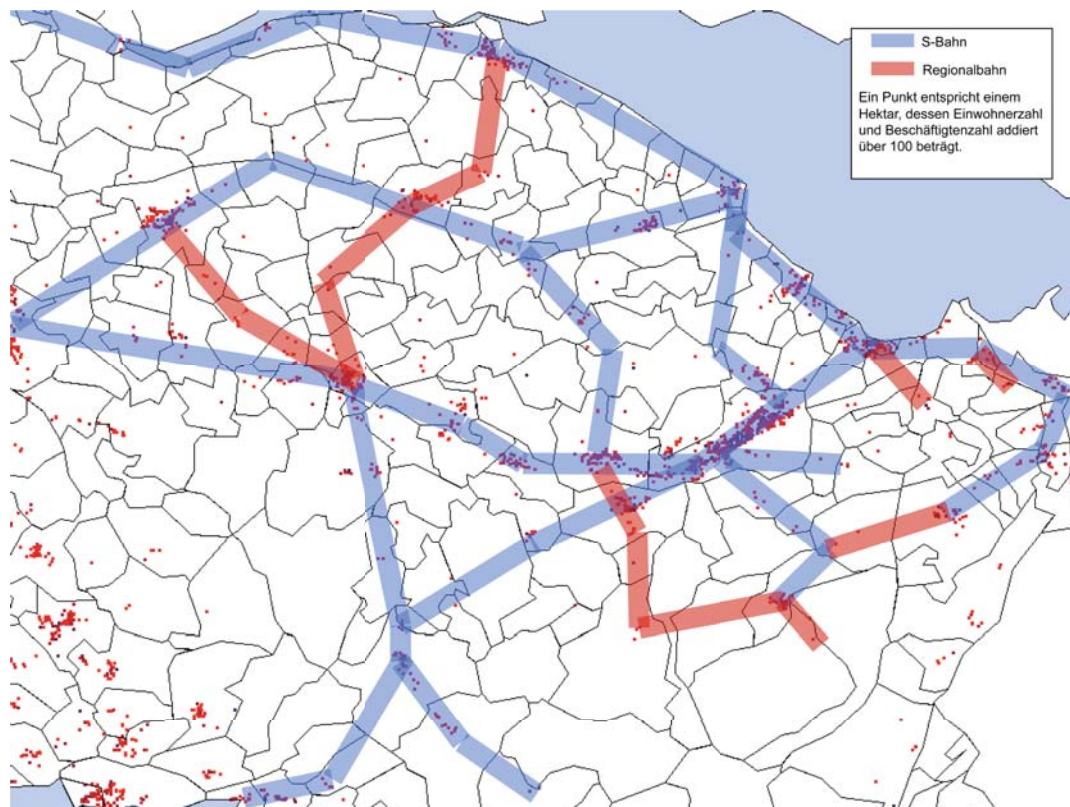 S-Bahn
Regionalbahn
Ein Punkt entspricht einem
Hektar, dessen Einwohnerzahl
und Beschäftigtenzahl addiert
über 100 beträgt.